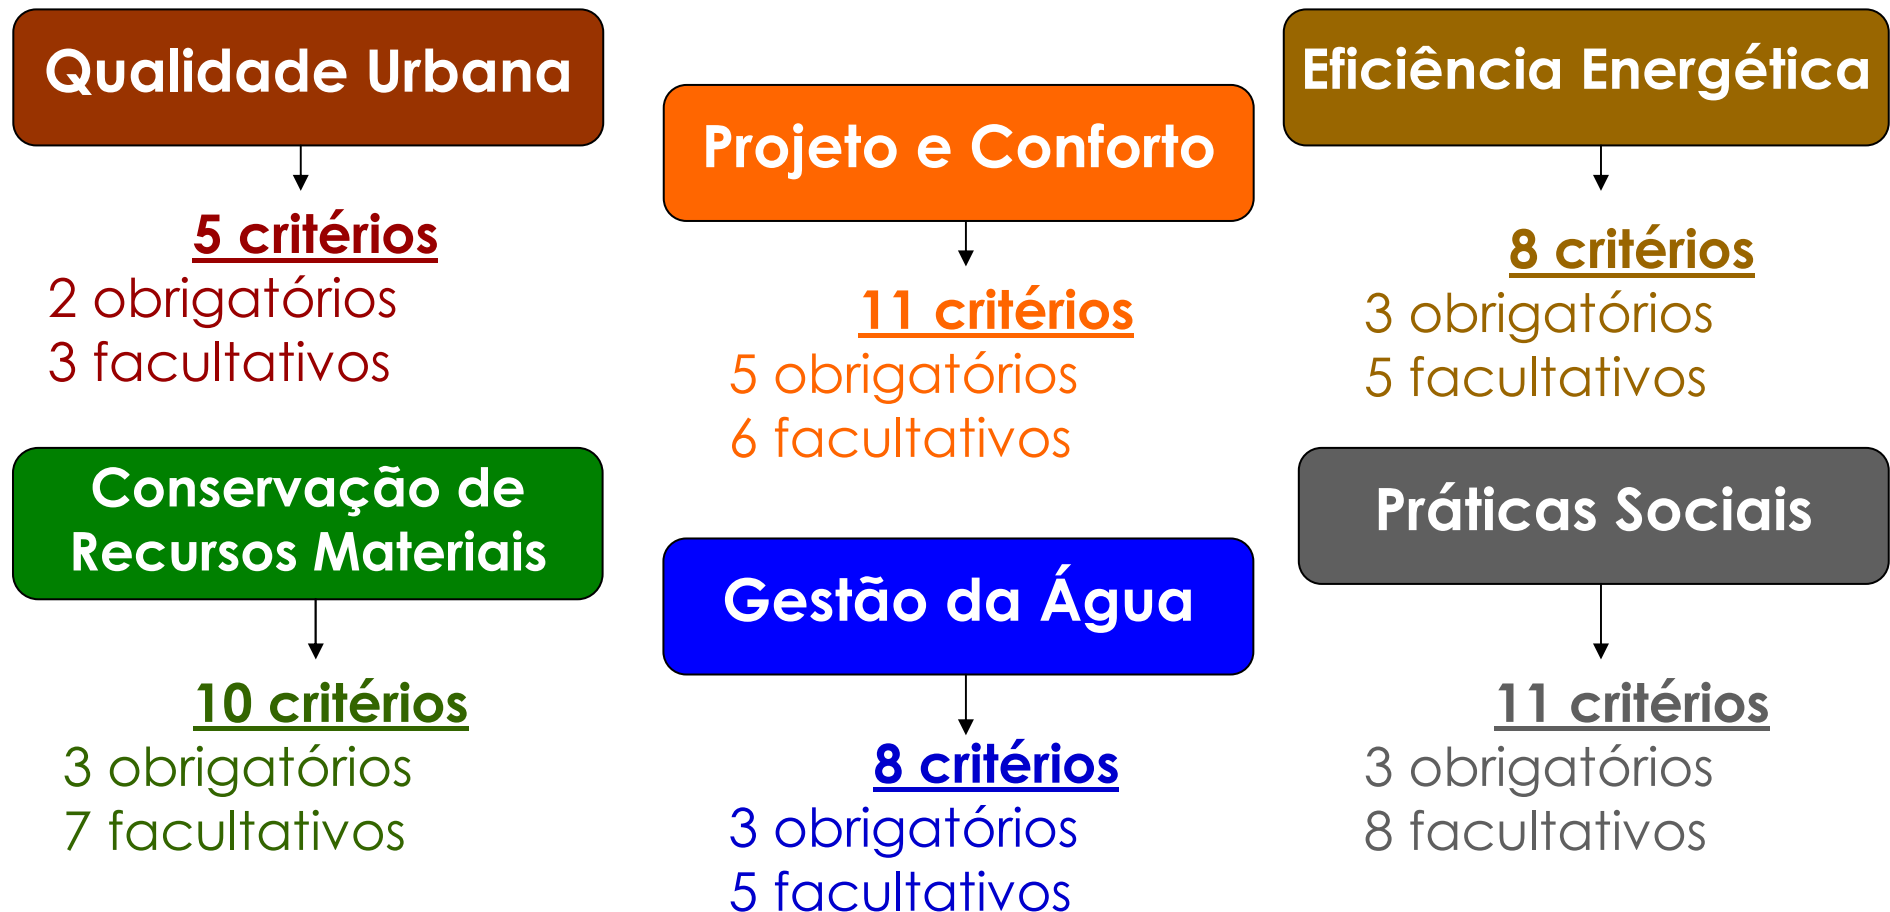 Qualidade Urbana
5 critérios
2 obrigatórios
3 facultativos
Projeto e Conforto
11 critérios
5 obrigatórios
6 facultativos
Eficiência Energética
8 critérios
3 obrigatórios
5 facultativos
Conservação de
Recursos Materiais
10 critérios
3 obrigatórios
7 facultativos
Gestão da Água
8 critérios
3 obrigatórios
5 facultativos
Práticas Sociais
11 critérios
3 obrigatórios
8 facultativos